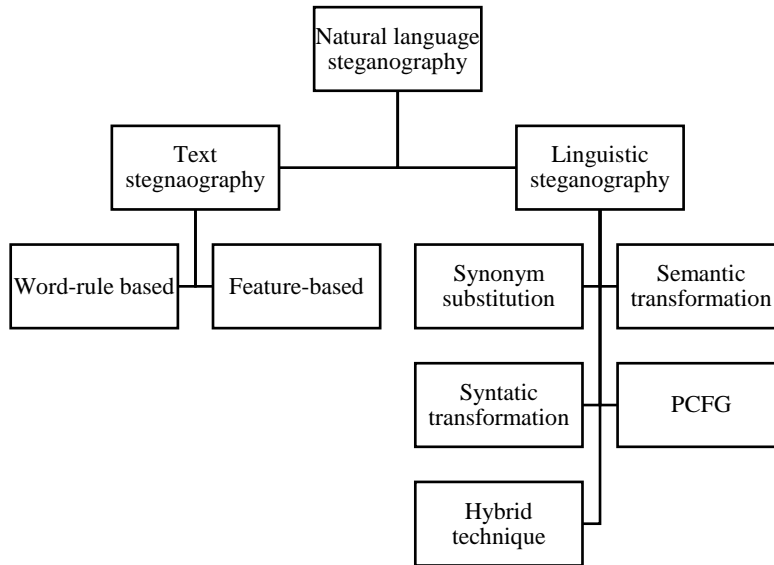 Natural language
steganography
Text
stegnaography
Linguistic
steganography
Word-rule based
Feature-based
Synonym
substitution
Semantic
transformation
Syntatic
transformation
PCFG
Hybrid
technique